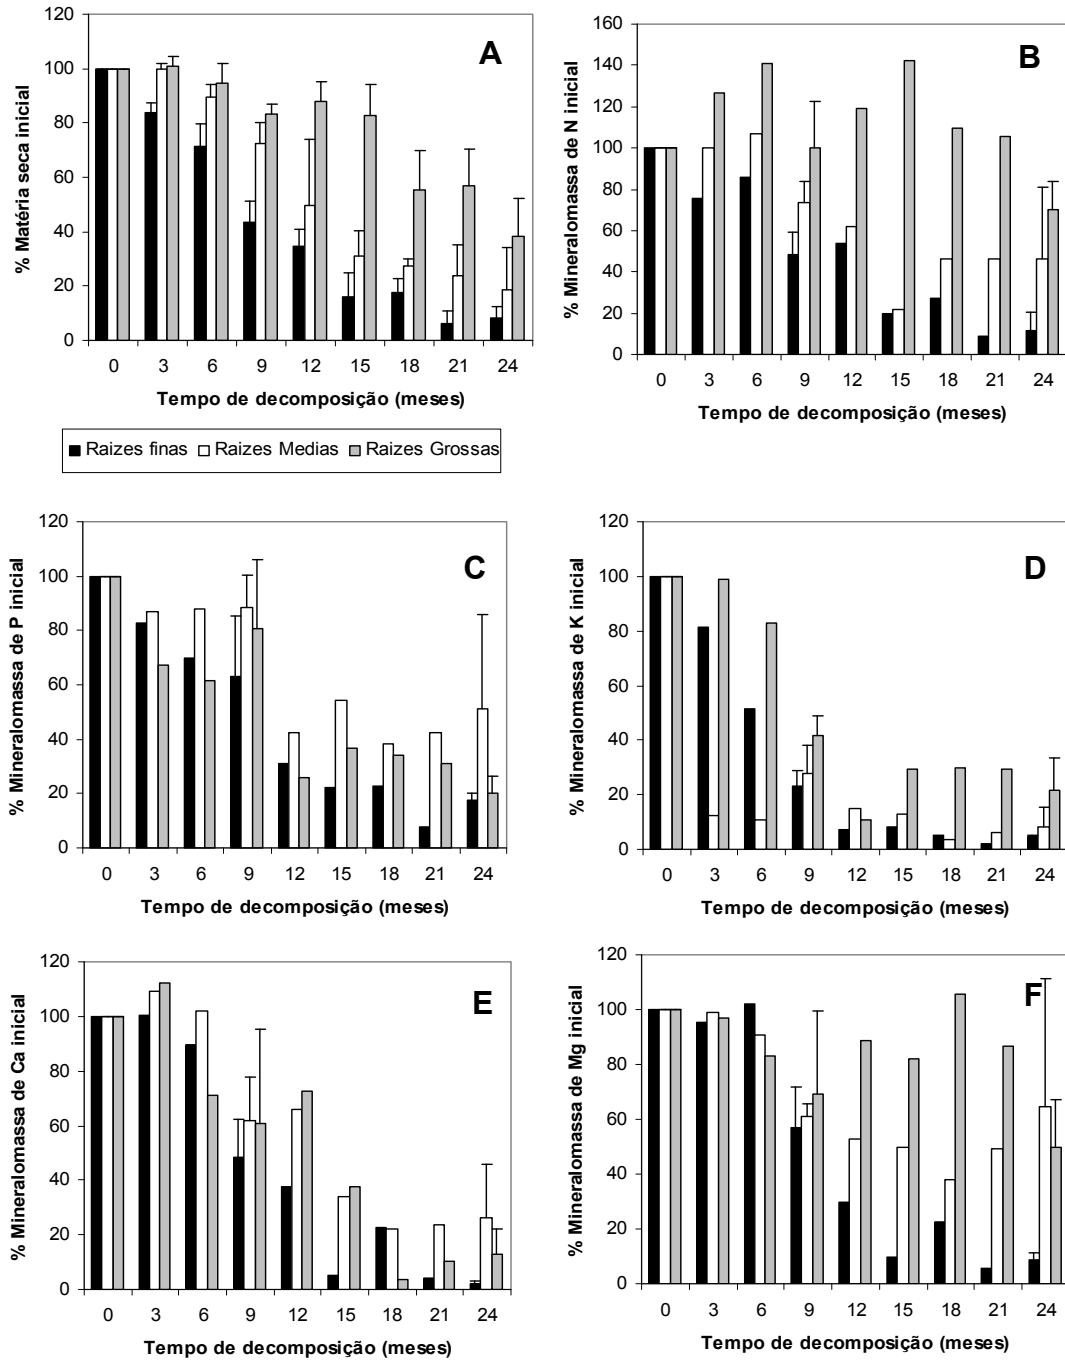 120
100
80
60
40
20
0
% Matéria seca inicial
A
0 3 6 9 12 15 18 21 24
Tempo de decomposição (meses)
160
140
120
100
80
60
40
20
0
% Mineralomassa de N inicial
B
0 3 6 9 12 15 18 21 24
Tempo de decomposição (meses)
Raizes finas Raizes Medias Raizes Grossas
120
100
80
60
40
20
0
% Mineralomassa de P inicial
C
0 3 6 9 12 15 18 21 24
Tempo de decomposição (meses)
120
100
80
60
40
20
0
% Mineralomassa de K inicial
D
0 3 6 9 12 15 18 21 24
Tempo de decomposição (meses)
120
100
80
60
40
20
0
% Mineralomassa de Ca inicial
E
0 3 6 9 12 15 18 21 24
Tempo de decomposição (meses)
120
100
80
60
40
20
0
% Mineralomassa de Mg inicial
F
0 3 6 9 12 15 18 21 24
Tempo de decomposição (meses)